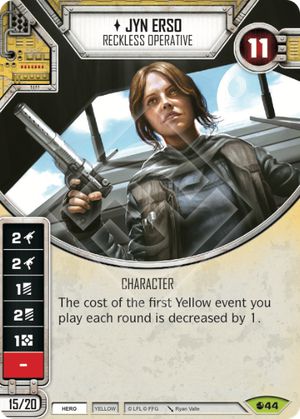 JYN ERSO
RECKLESS OPERATIVE
11
2
2
1
2
1
-
CHARACTER
The cost of the first Yellow event you
play each round is decreased by 1.
15/20
HERO
YELLOW
© LFL © FFG
Ryan Valle
44